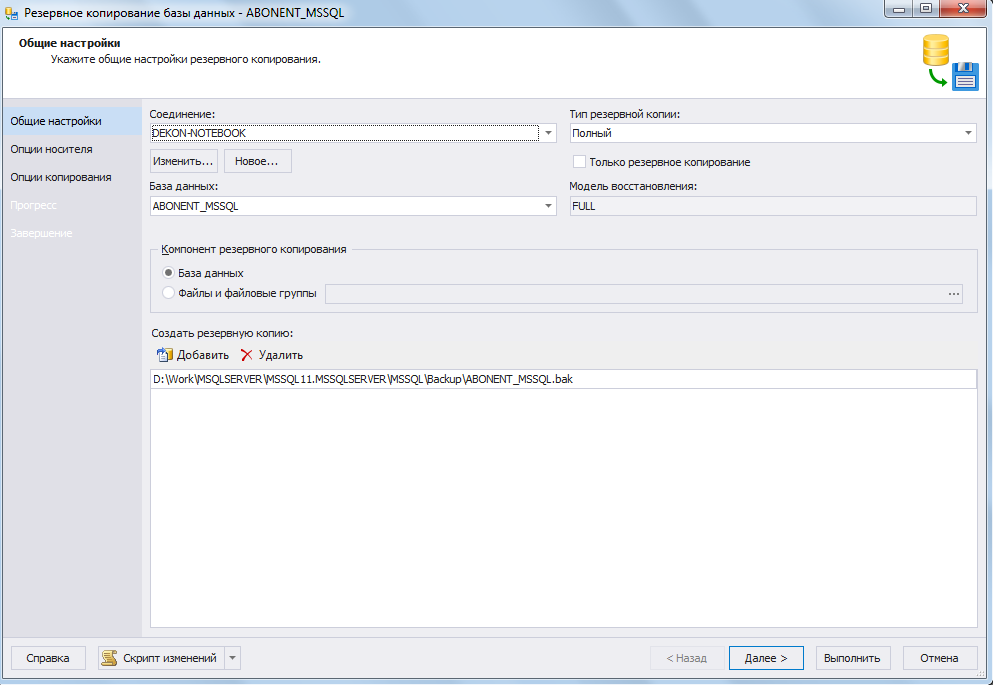 Резервное копирование базы данных - ABONENT_MSSQL
Общие настройки
Укажите общие настройки резервного копирования.
Общие настройки
Опции носителя
Опции копирования
Прогресс
Завершение
Соединение:
DEKON-NOTEBOOK
Изменить...
Новое...
База данных:
ABONENT_MSSQL
Тип резервной копии:
Полный
Только резервное копирование
Модель восстановления:
FULL
Компонент резервного копирования
База данных
Файлы и файловые группы
...
Создать резервную копию:
Добавить
Удалить
D:\Work\MSQLSERVER\MSSQL11.MSSQLSERVER\MSSQL\Backup\ABONENT_MSSQL.bak
Справка
Скрипт изменений
< Назад
Далее >
Выполнить
Отмена